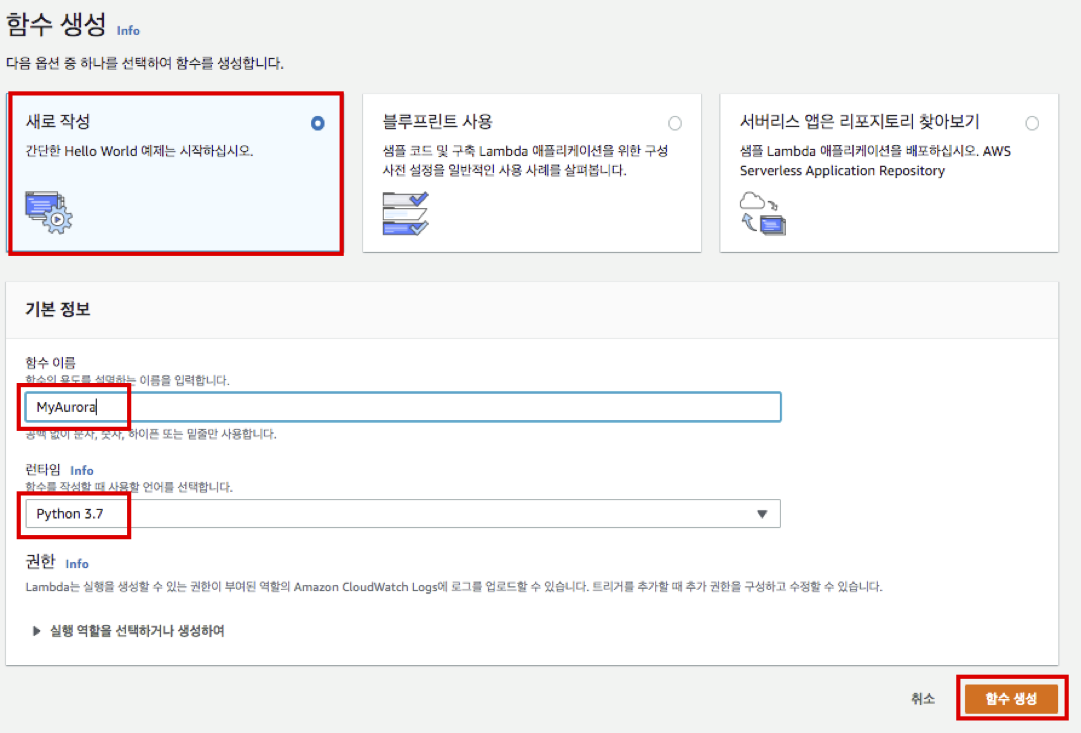 함수 생성 Info
다음 옵션 중 하나를 선택하여 함수를 생성합니다.
새로 작성
간단한 Hello World 예제는 시작하십시오.
블루프린트 사용
샘플 코드 및 구축 Lambda 애플리케이션을 위한 구성
사전 설정을 일반적인 사용 사례를 살펴봅니다.
서버리스 앱은 리포지토리 찾아보기
샘플 Lambda 애플리케이션을 배포하십시오. AWS
Serverless Application Repository
기본 정보
함수 이름
함수의 용도를 설명하는 이름을 입력합니다.
MyAurora
공백 없이 문자, 숫자, 하이픈 또는 밑줄만 사용합니다.
런타임 Info
함수를 작성할 때 사용할 언어를 선택합니다.
Python 3.7
권한 Info
Lambda는 실행을 생성할 수 있는 권한이 부여된 역할의 Amazon CloudWatch Logs에 로그를 업로드할 수 있습니다. 트리거를 추가할 때 추가 권한을 구성하고 수정할 수 있습니다.
실행 역할을 선택하거나 생성하여
취소
함수 생성